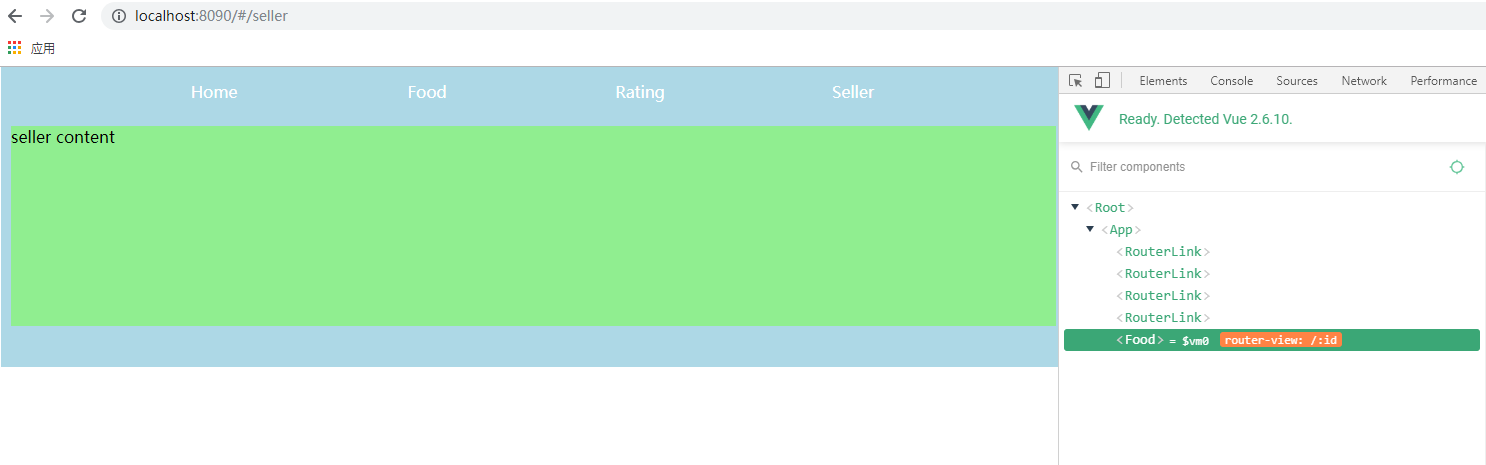 localhost:8090/#/seller
应用
Home Food Rating Seller
seller content
Elements Console Sources Network Performance
Ready. Detected Vue 2.6.10.
Filter components
<Root>
<App>
<RouterLink>
<RouterLink>
<RouterLink>
<RouterLink>
<Food> = $vm0 router-view: /:id